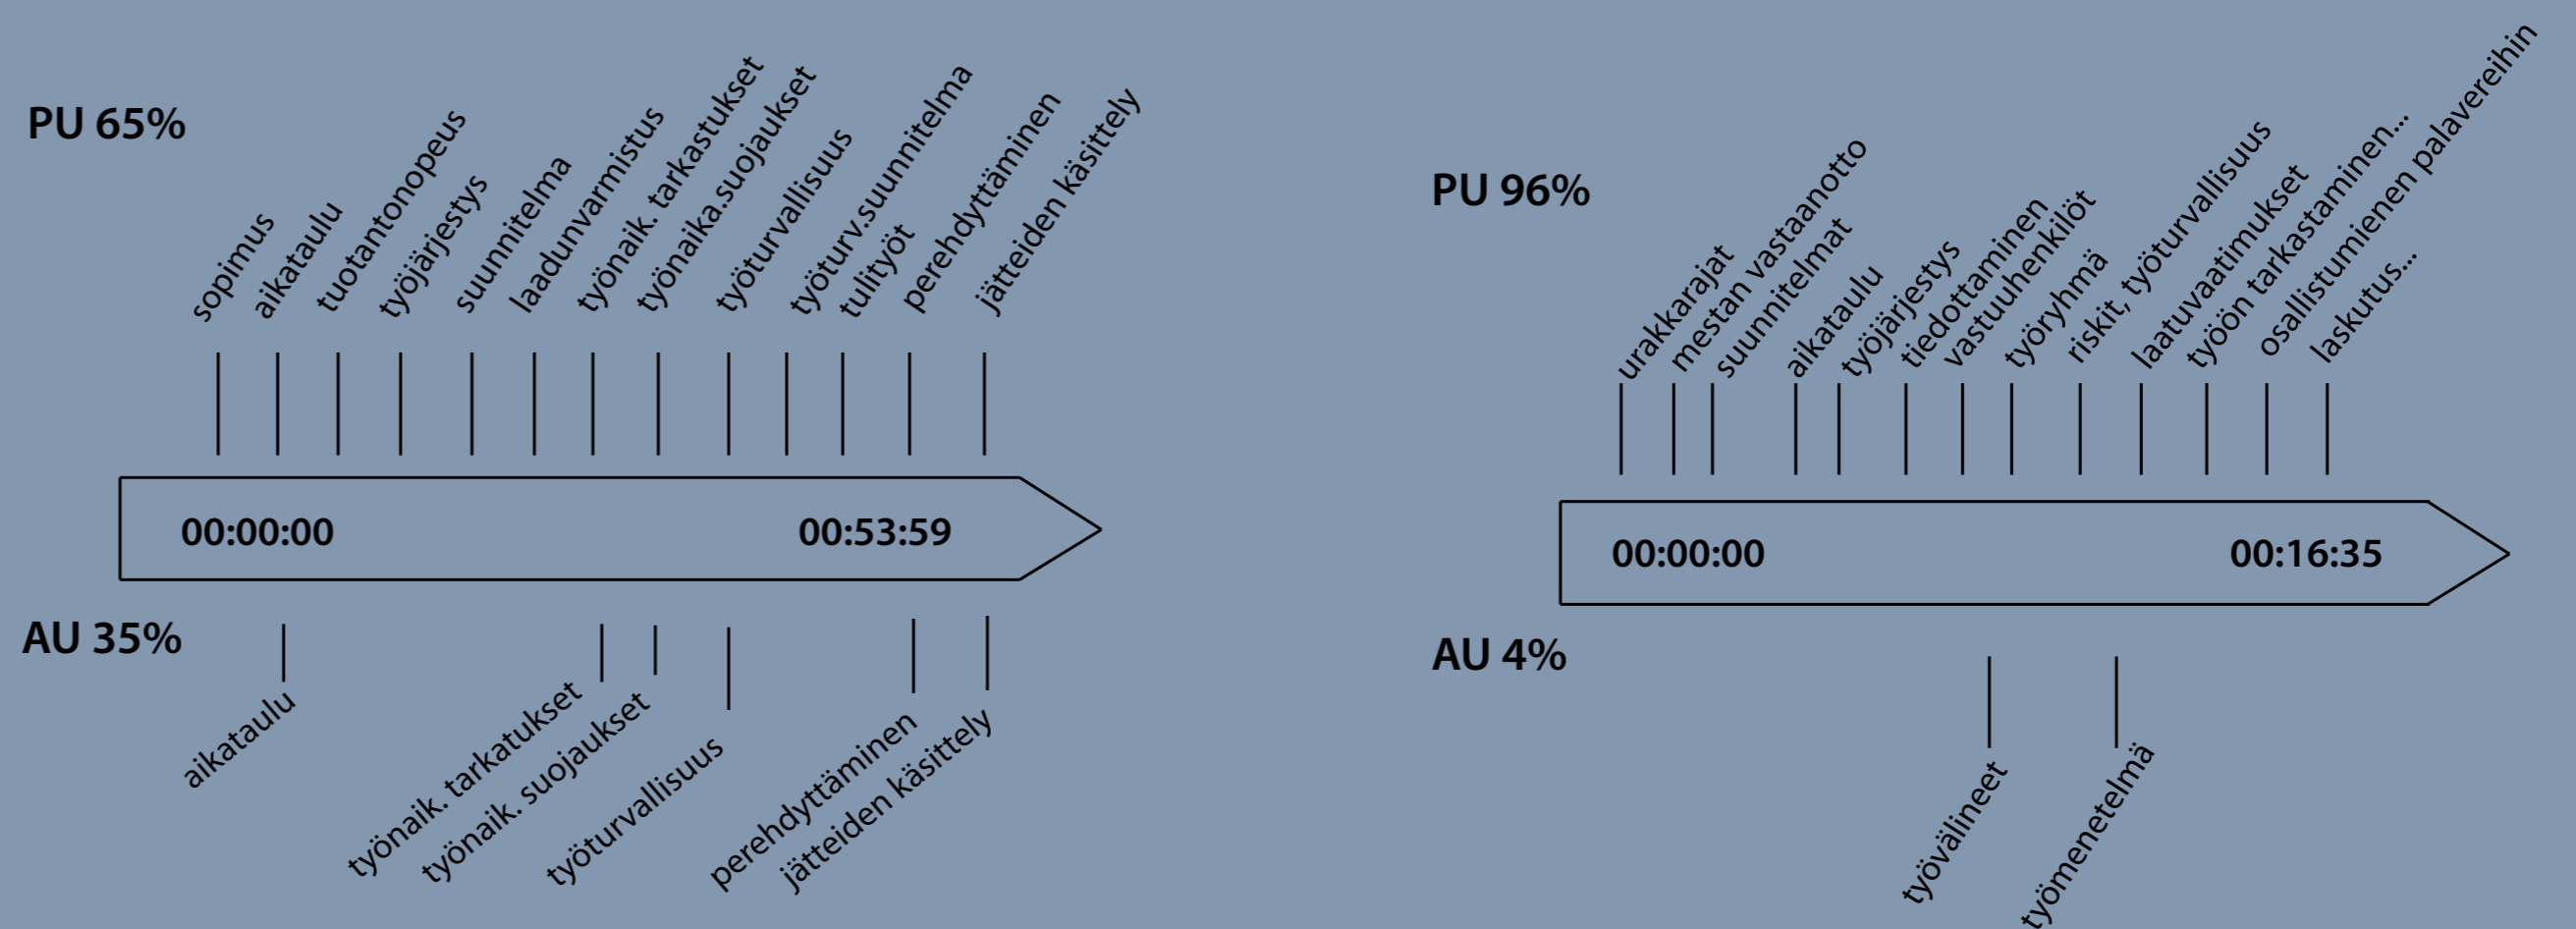 PU 65%
sopimus
aikataulu
tuotantonopeus
työjärjestys
suunnitelma
laadunvarmistus
työnaik. tarkastukset
työnaika.suojaukset
työturvallisuus
työturv.suunnitelma
tulityöt
perehdyttäminen
jätteiden käsittely
00:00:00
00:53:59
AU 35%
aikataulu
työnaik. tarkatukset
työnaik. suojaukset
työturvallisuus
perehdyttäminen
jätteiden käsittely
PU 96%
urakkarajat
mestan vastaanotto
suunnitelmat
aikataulu
työjärjestys
tiedottaminen
vastuuhenkilöt
työryhmä
riskit, työturvallisuus
laatuvaatimukset
työön tarkastaminen...
osallistumienen palavereihin
laskutus...
00:00:00
00:16:35
AU 4%
työvälineet
työmenetelmä